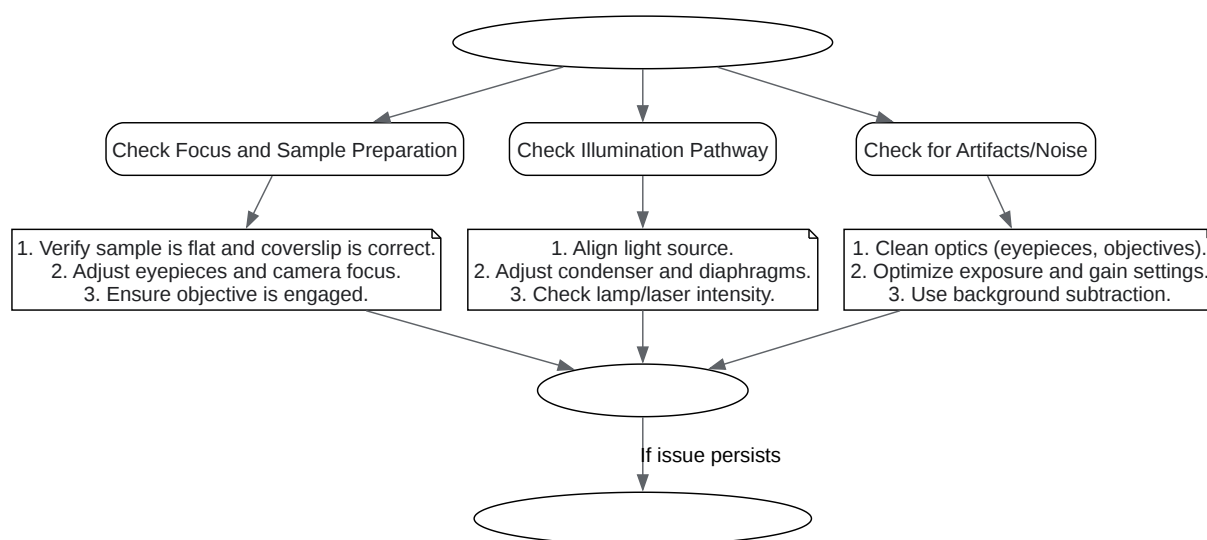 Check Focus and Sample Preparation
Check Illumination Pathway
Check for Artifacts/Noise
1. Verify sample is flat and coverslip is correct.
2. Adjust eyepieces and camera focus.
3. Ensure objective is engaged.
1. Align light source.
2. Adjust condenser and diaphragms.
3. Check lamp/laser intensity.
1. Clean optics (eyepieces, objectives).
2. Optimize exposure and gain settings.
3. Use background subtraction.
If issue persists